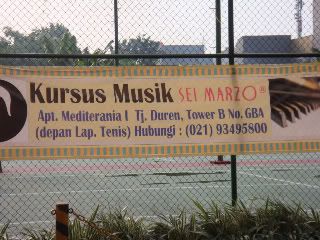 Kursus Musik SEI MARZO®
Apt. Mediterania I Tj. Duren, Tower B No. GBA
(depan Lap. Tenis) Hubungi : (021) 93495800